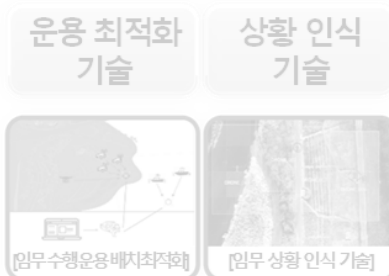 운용 최적화
기술
상황 인식
기술
[임무 수행 운용 배치 최적화]
[임무 상황 인식 기술]